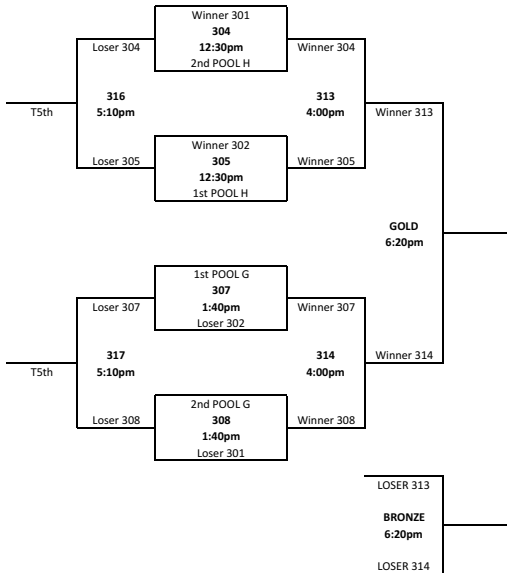 Winner 301
Loser 304 304 Winner 304
12:30pm
2nd POOL H
316 313
T5th 5:10pm 4:00pm Winner 313
Winner 302
Loser 305 305 Winner 305
12:30pm
1st POOL H
GOLD
6:20pm
1st POOL G
Loser 307 307 Winner 307
1:40pm
Loser 302
317 314 Winner 314
T5th 5:10pm 4:00pm
2nd POOL G
Loser 308 308 Winner 308
1:40pm
Loser 301
LOSER 313
BRONZE
6:20pm
LOSER 314